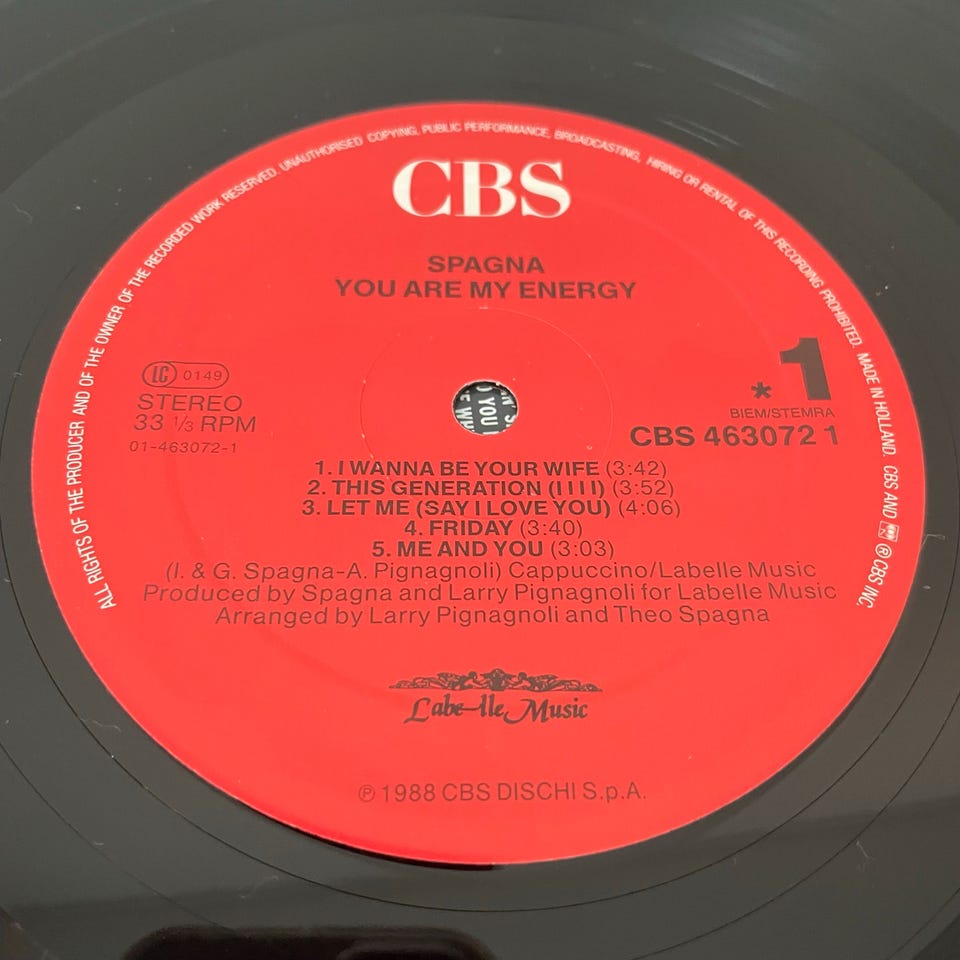 ALL RIGHTS OF THE PRODUCER AND OF THE OWNER OF THE RECORDED WORK RESERVED. UNAUTHORISED COPYING, PUBLIC PERFORMANCE, BROADCASTING, HIRING OR RENTAL OF THIS RECORDING PROHIBITED. MADE IN HOLLAND. CBS AND ® CBS INC.
CBS
SPAGNA
YOU ARE MY ENERGY
LC 0149
STEREO
33 1/3 RPM
01-463072-1
* 1
BIEM/STEMRA
CBS 463072 1
1. I WANNA BE YOUR WIFE (3:42)
2. THIS GENERATION (I I I I) (3:52)
3. LET ME (SAY I LOVE YOU) (4:06)
4. FRIDAY (3:40)
5. ME AND YOU (3:03)
(I. & G. Spagna-A. Pignagnoli) Cappuccino/Labelle Music
Produced by Spagna and Larry Pignagnoli for Labelle Music
Arranged by Larry Pignagnoli and Theo Spagna
Labelle Music
℗ 1988 CBS DISCHI S.p.A.